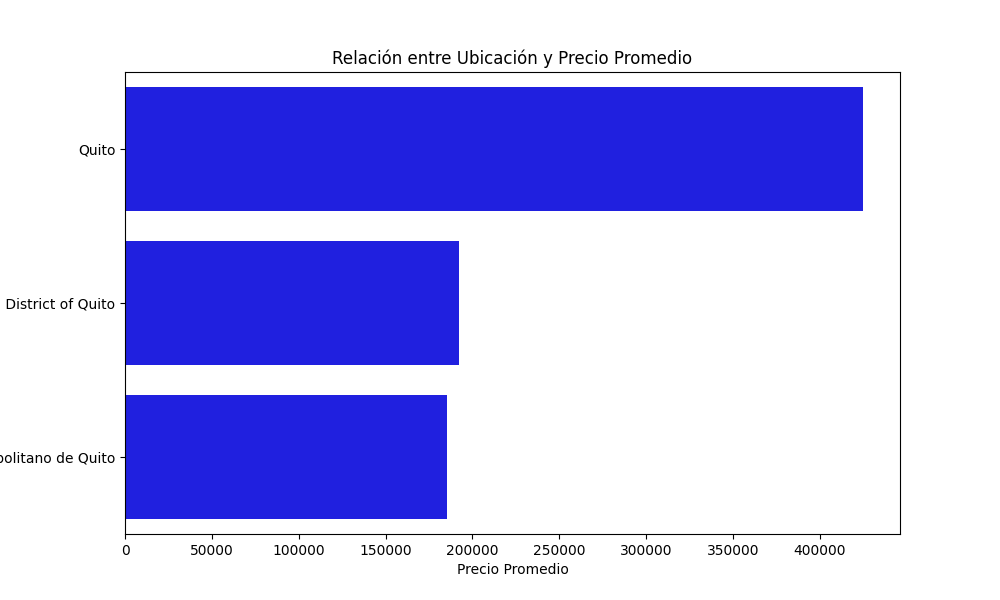 Relación entre Ubicación y Precio Promedio
Quito
District of Quito
politano de Quito
0 50000 100000 150000 200000 250000 300000 350000 400000
Precio Promedio